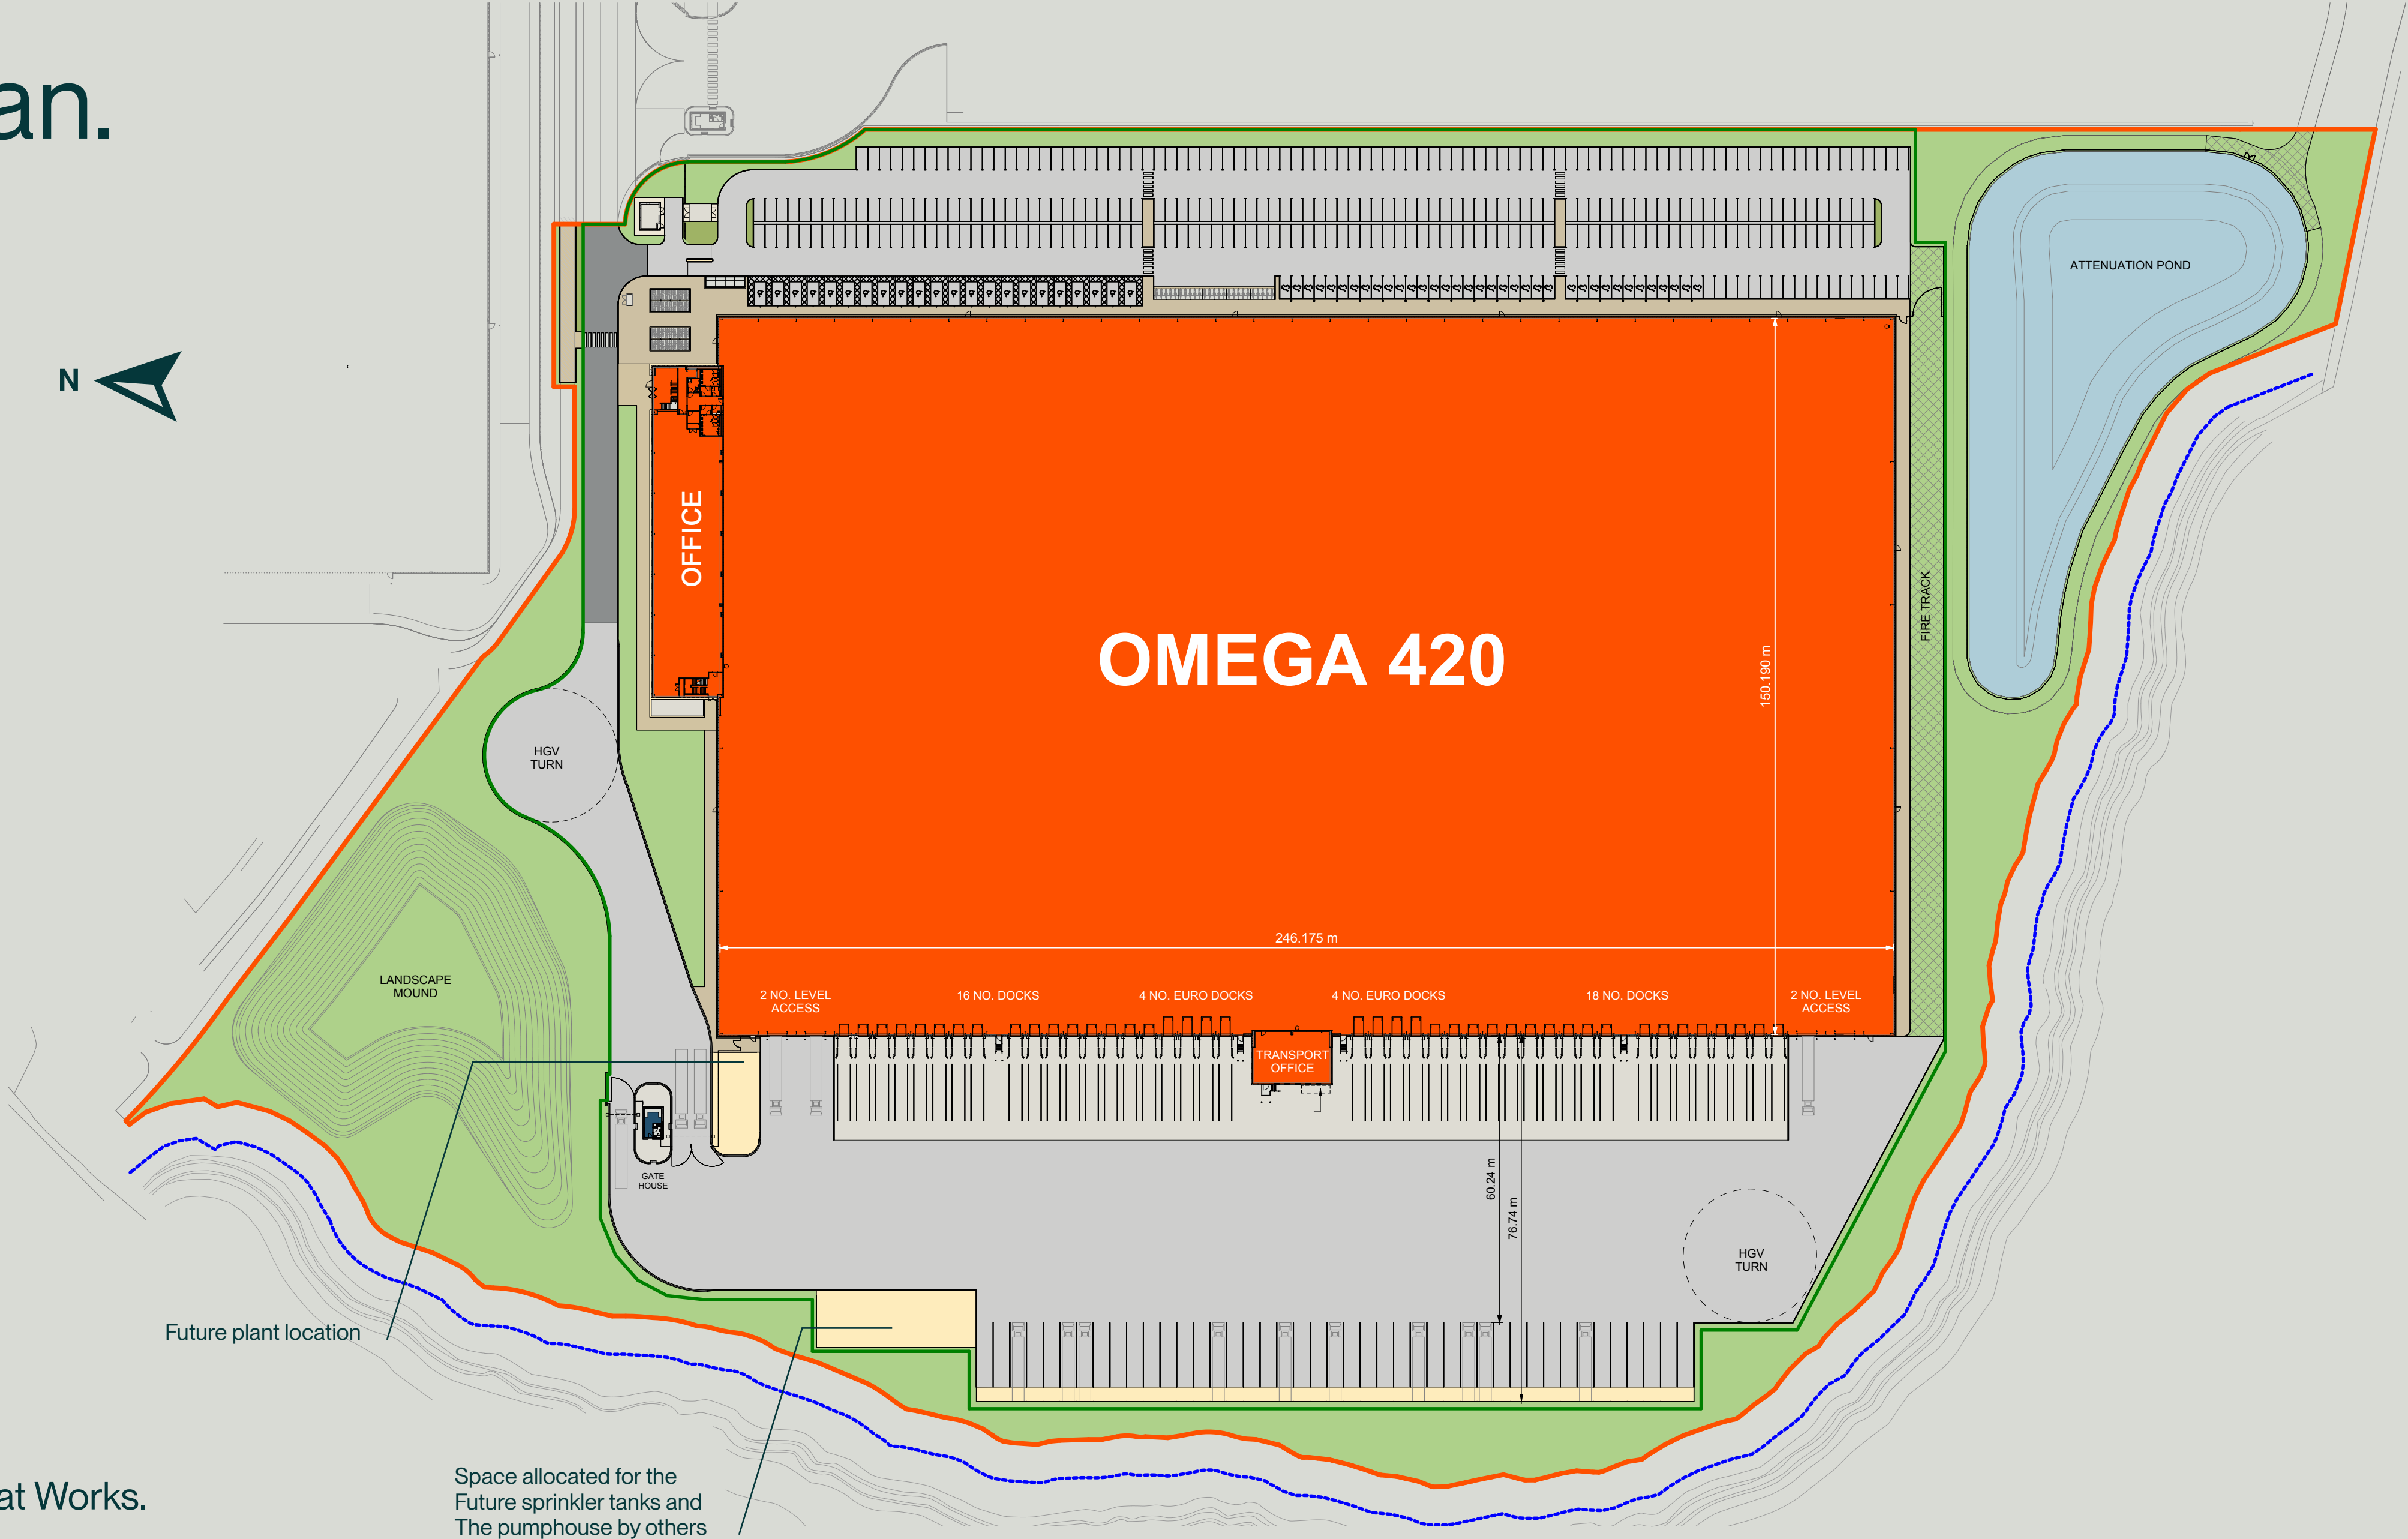 an.
N
ATTENUATION POND
OFFICE
FIRE TRACK
OMEGA 420
150.190 m
HGV
TURN
246.175 m
LANDSCAPE
MOUND
2 NO. LEVEL
ACCESS
16 NO. DOCKS
4 NO. EURO DOCKS
4 NO. EURO DOCKS
18 NO. DOCKS
2 NO. LEVEL
ACCESS
TRANSPORT
OFFICE
GATE
HOUSE
60.24 m
76.74 m
HGV
TURN
Future plant location
Space allocated for the
Future sprinkler tanks and
The pumphouse by others
at Works.